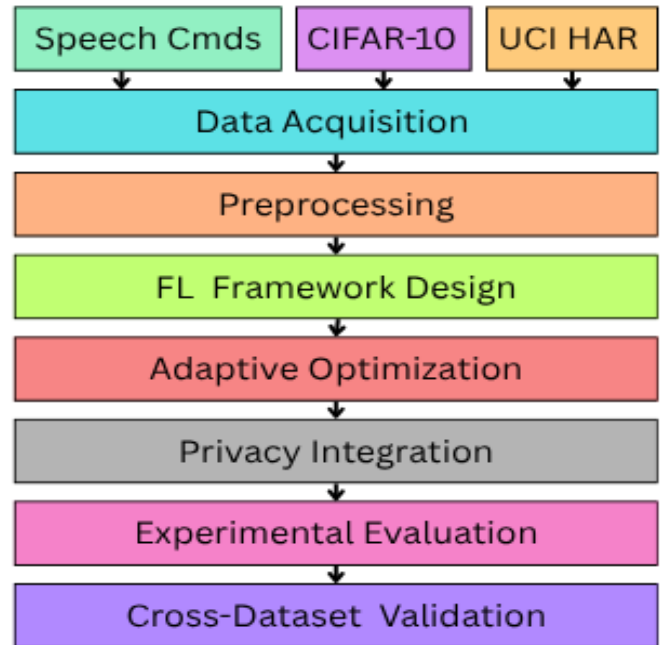 Speech Cmds
CIFAR-10
UCI HAR
Data Acquisition
Preprocessing
FL Framework Design
Adaptive Optimization
Privacy Integration
Experimental Evaluation
Cross-Dataset Validation